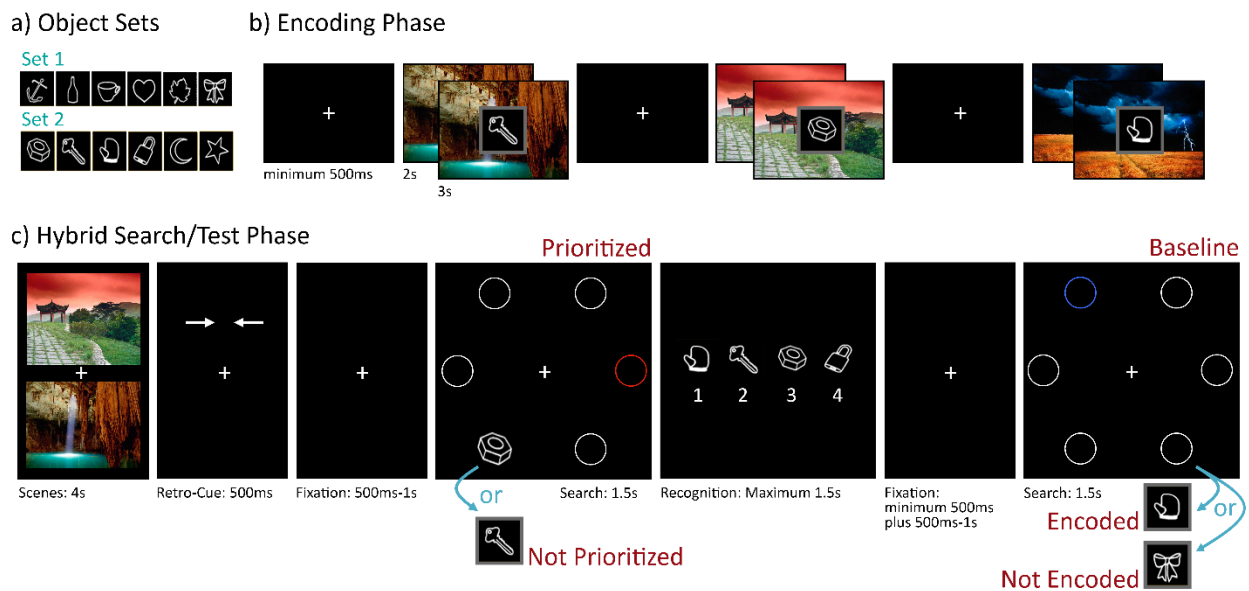 a) Object Sets
Set 1
Set 2
b) Encoding Phase
minimum 500ms
2s
3s
c) Hybrid Search/Test Phase
Prioritized
Baseline
1 2 3 4
Scenes: 4s
Retro-Cue: 500ms
Fixation: 500ms-1s
or
Search: 1.5s
Not Prioritized
Recognition: Maximum 1.5s
Fixation:
minimum 500ms
plus 500ms-1s
Search: 1.5s
or
Encoded
Not Encoded